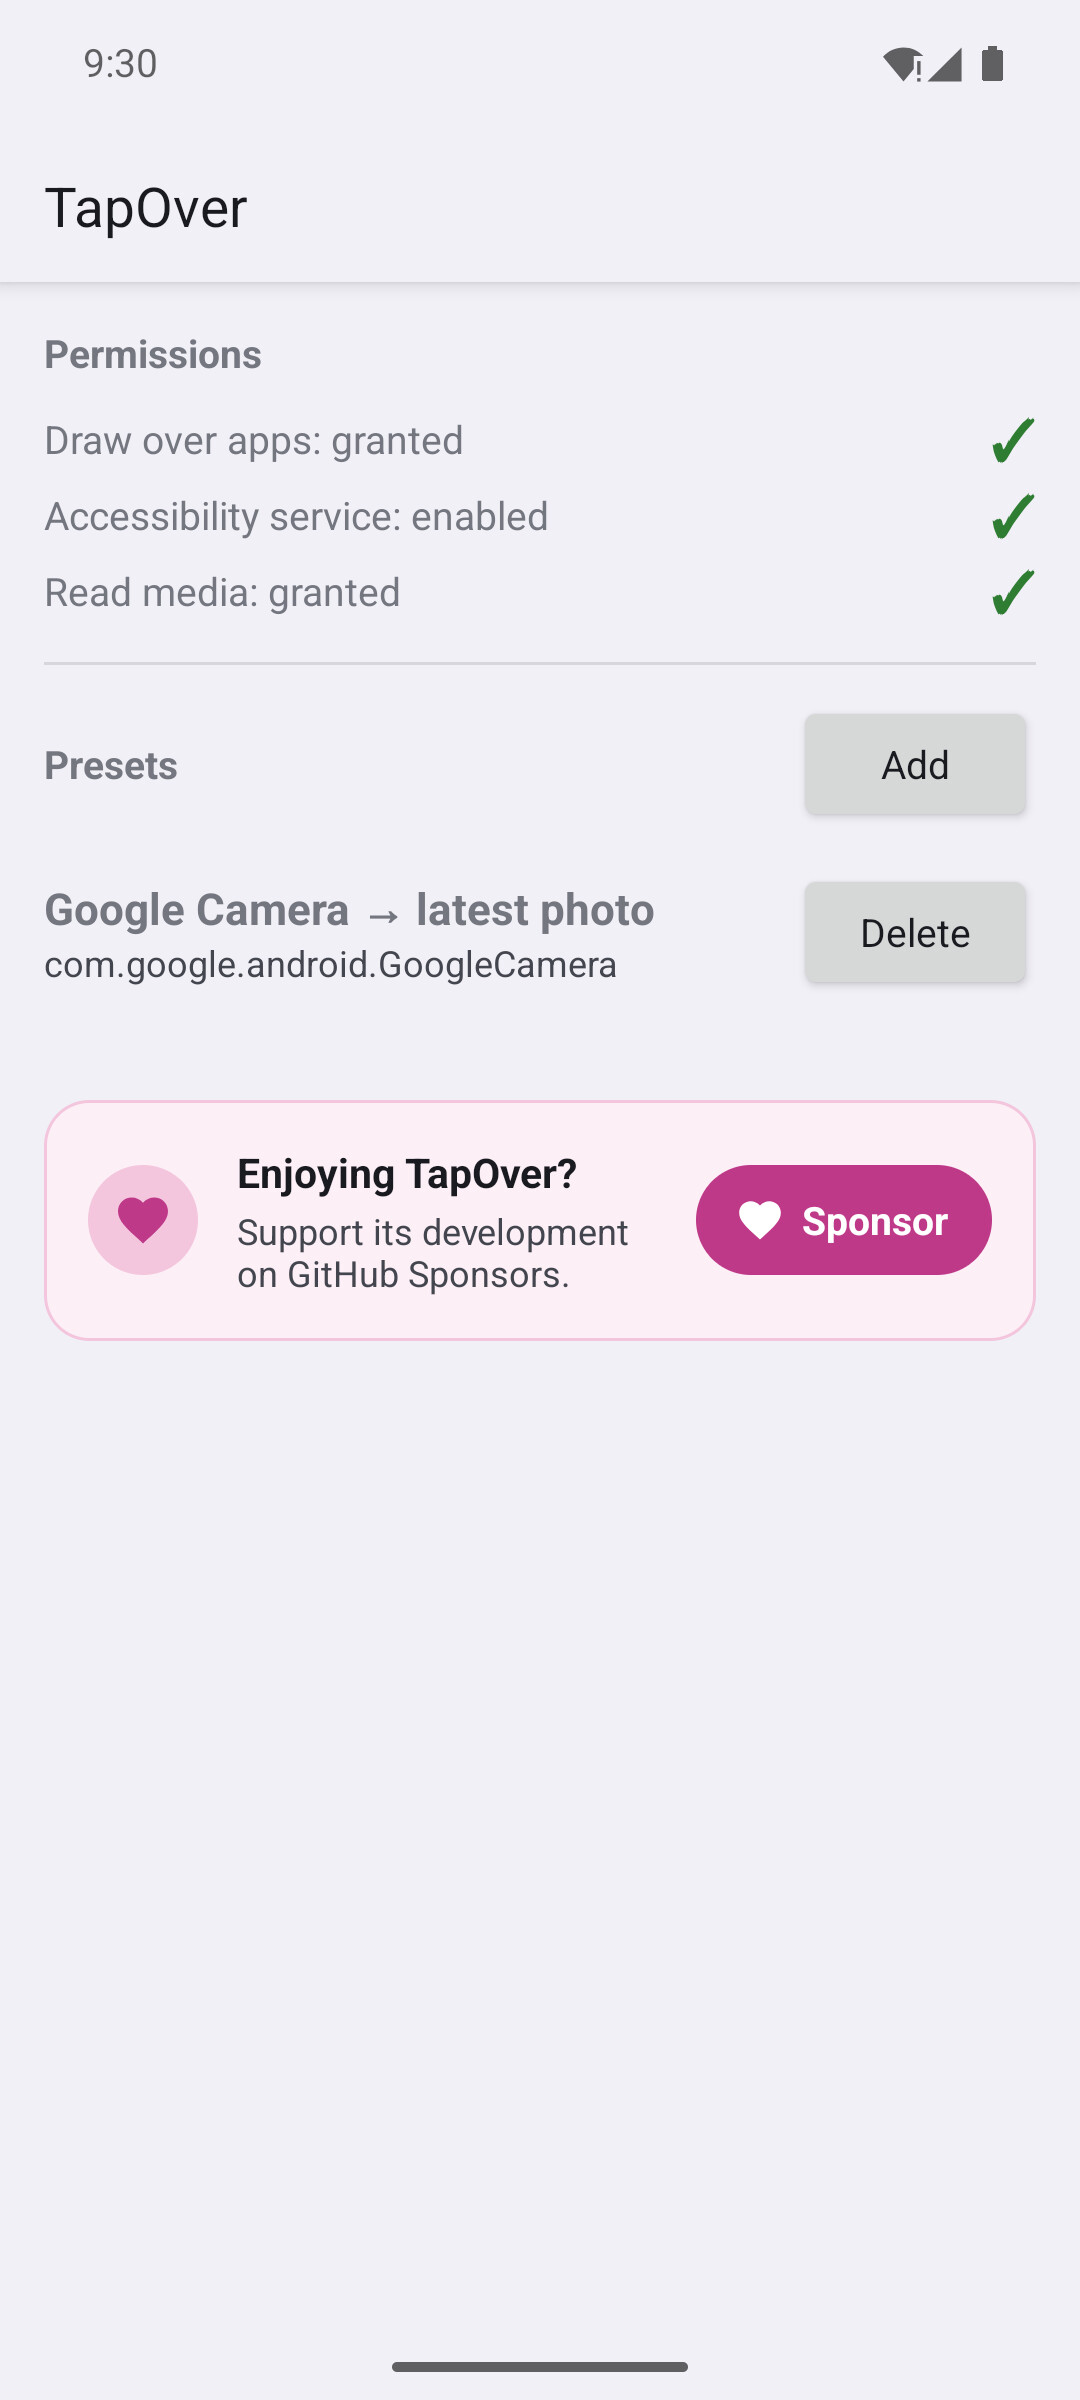 9:30
TapOver
Permissions
Draw over apps: granted
Accessibility service: enabled
Read media: granted
Presets
Add
Google Camera → latest photo
com.google.android.GoogleCamera
Delete
Enjoying TapOver?
Support its development
on GitHub Sponsors.
Sponsor